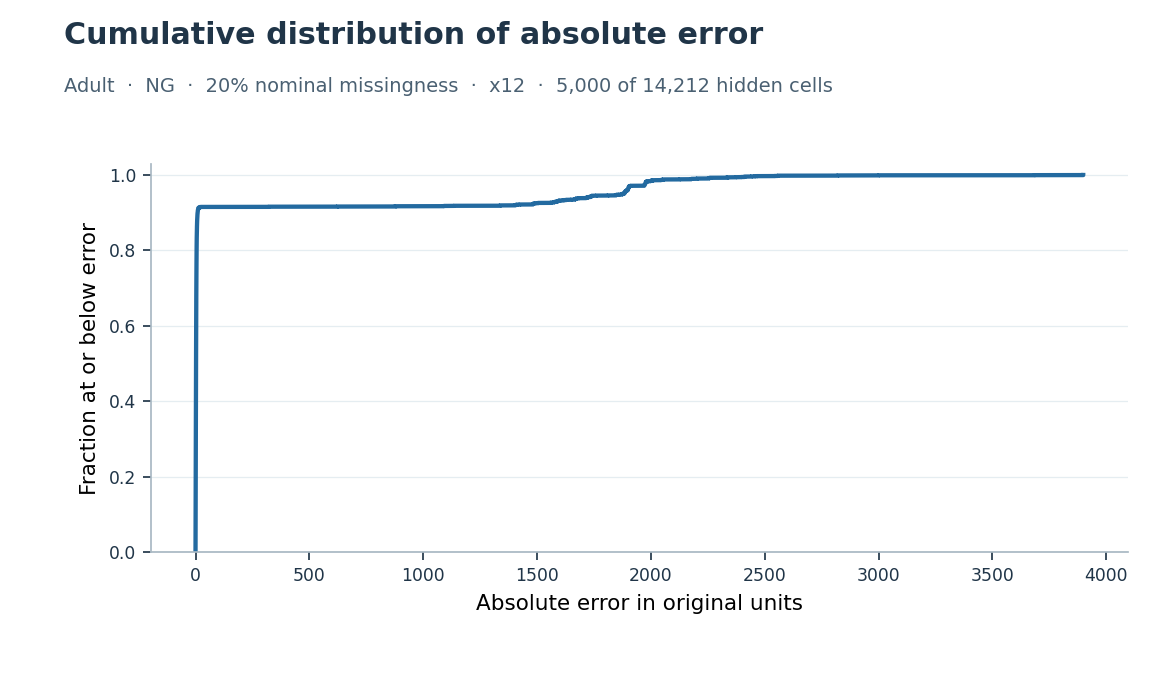 Cumulative distribution of absolute error
Adult · NG · 20% nominal missingness · x12 · 5,000 of 14,212 hidden cells
Fraction at or below error
1.0
0.8
0.6
0.4
0.2
0.0
0 500 1000 1500 2000 2500 3000 3500 4000
Absolute error in original units